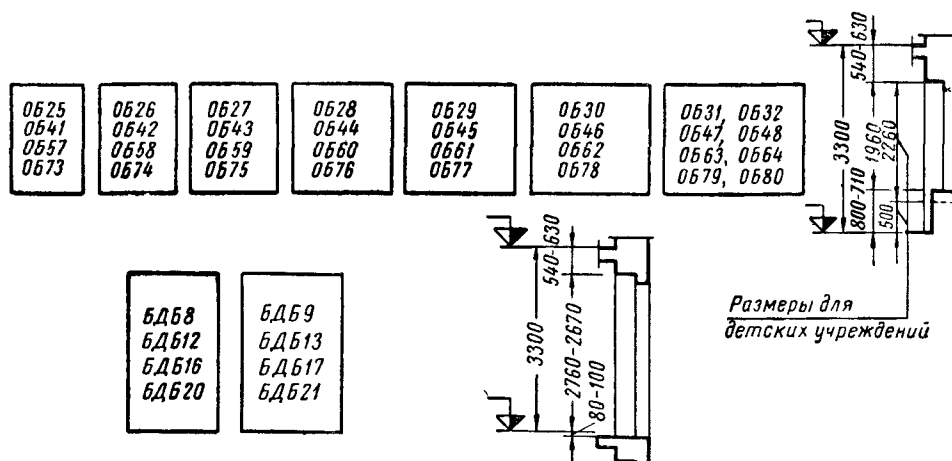 ОБ25
ОБ41
ОБ57
ОБ73
ОБ26
ОБ42
ОБ58
ОБ74
ОБ27
ОБ43
ОБ59
ОБ75
ОБ28
ОБ44
ОБ60
ОБ76
ОБ29
ОБ45
ОБ61
ОБ77
ОБ30
ОБ46
ОБ62
ОБ78
ОБ31, ОБ32
ОБ47, ОБ48
ОБ63, ОБ64
ОБ79, ОБ80
540-630
3300
1960
2260
800-710
500
Размеры для
детских учреждений
БДБ8
БДБ12
БДБ16
БДБ20
БДБ9
БДБ13
БДБ17
БДБ21
540-630
3300
2760-2670
80-100